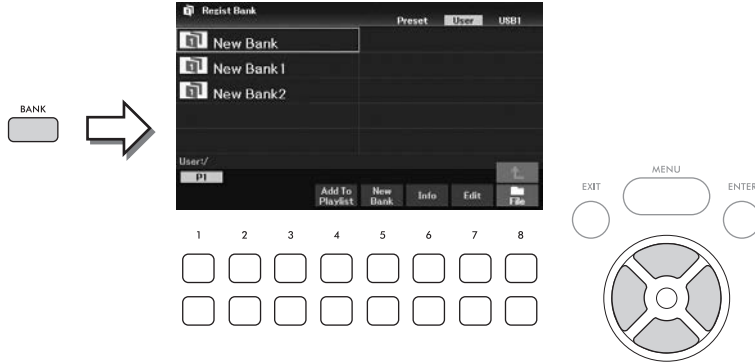 Regist Bank
Preset User USB1
New Bank
New Bank1
New Bank2
BANK
User:/
P1
Add To Playlist
New Bank
Info
Edit
File
EXIT
MENU
ENTER
1 2 3 4 5 6 7 8